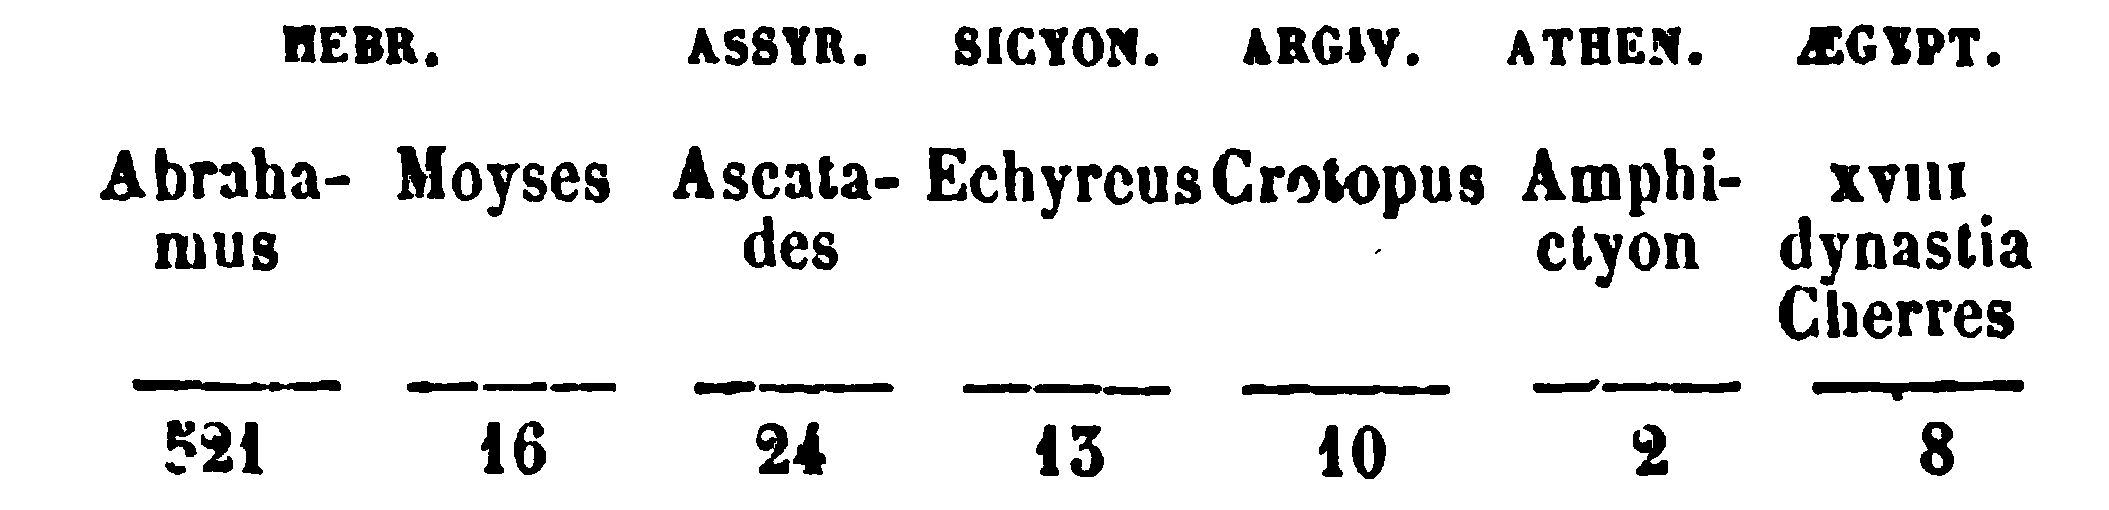 HEBR. ASSYR. SICYON. ARGIV. ATHEN. ÆGYPT.
Abraha- Moyses Ascata- Echyreus Crotopus Amphi- XVIII
mus des ctyon dynastia
Cherres
521 16 24 13 10 2 8